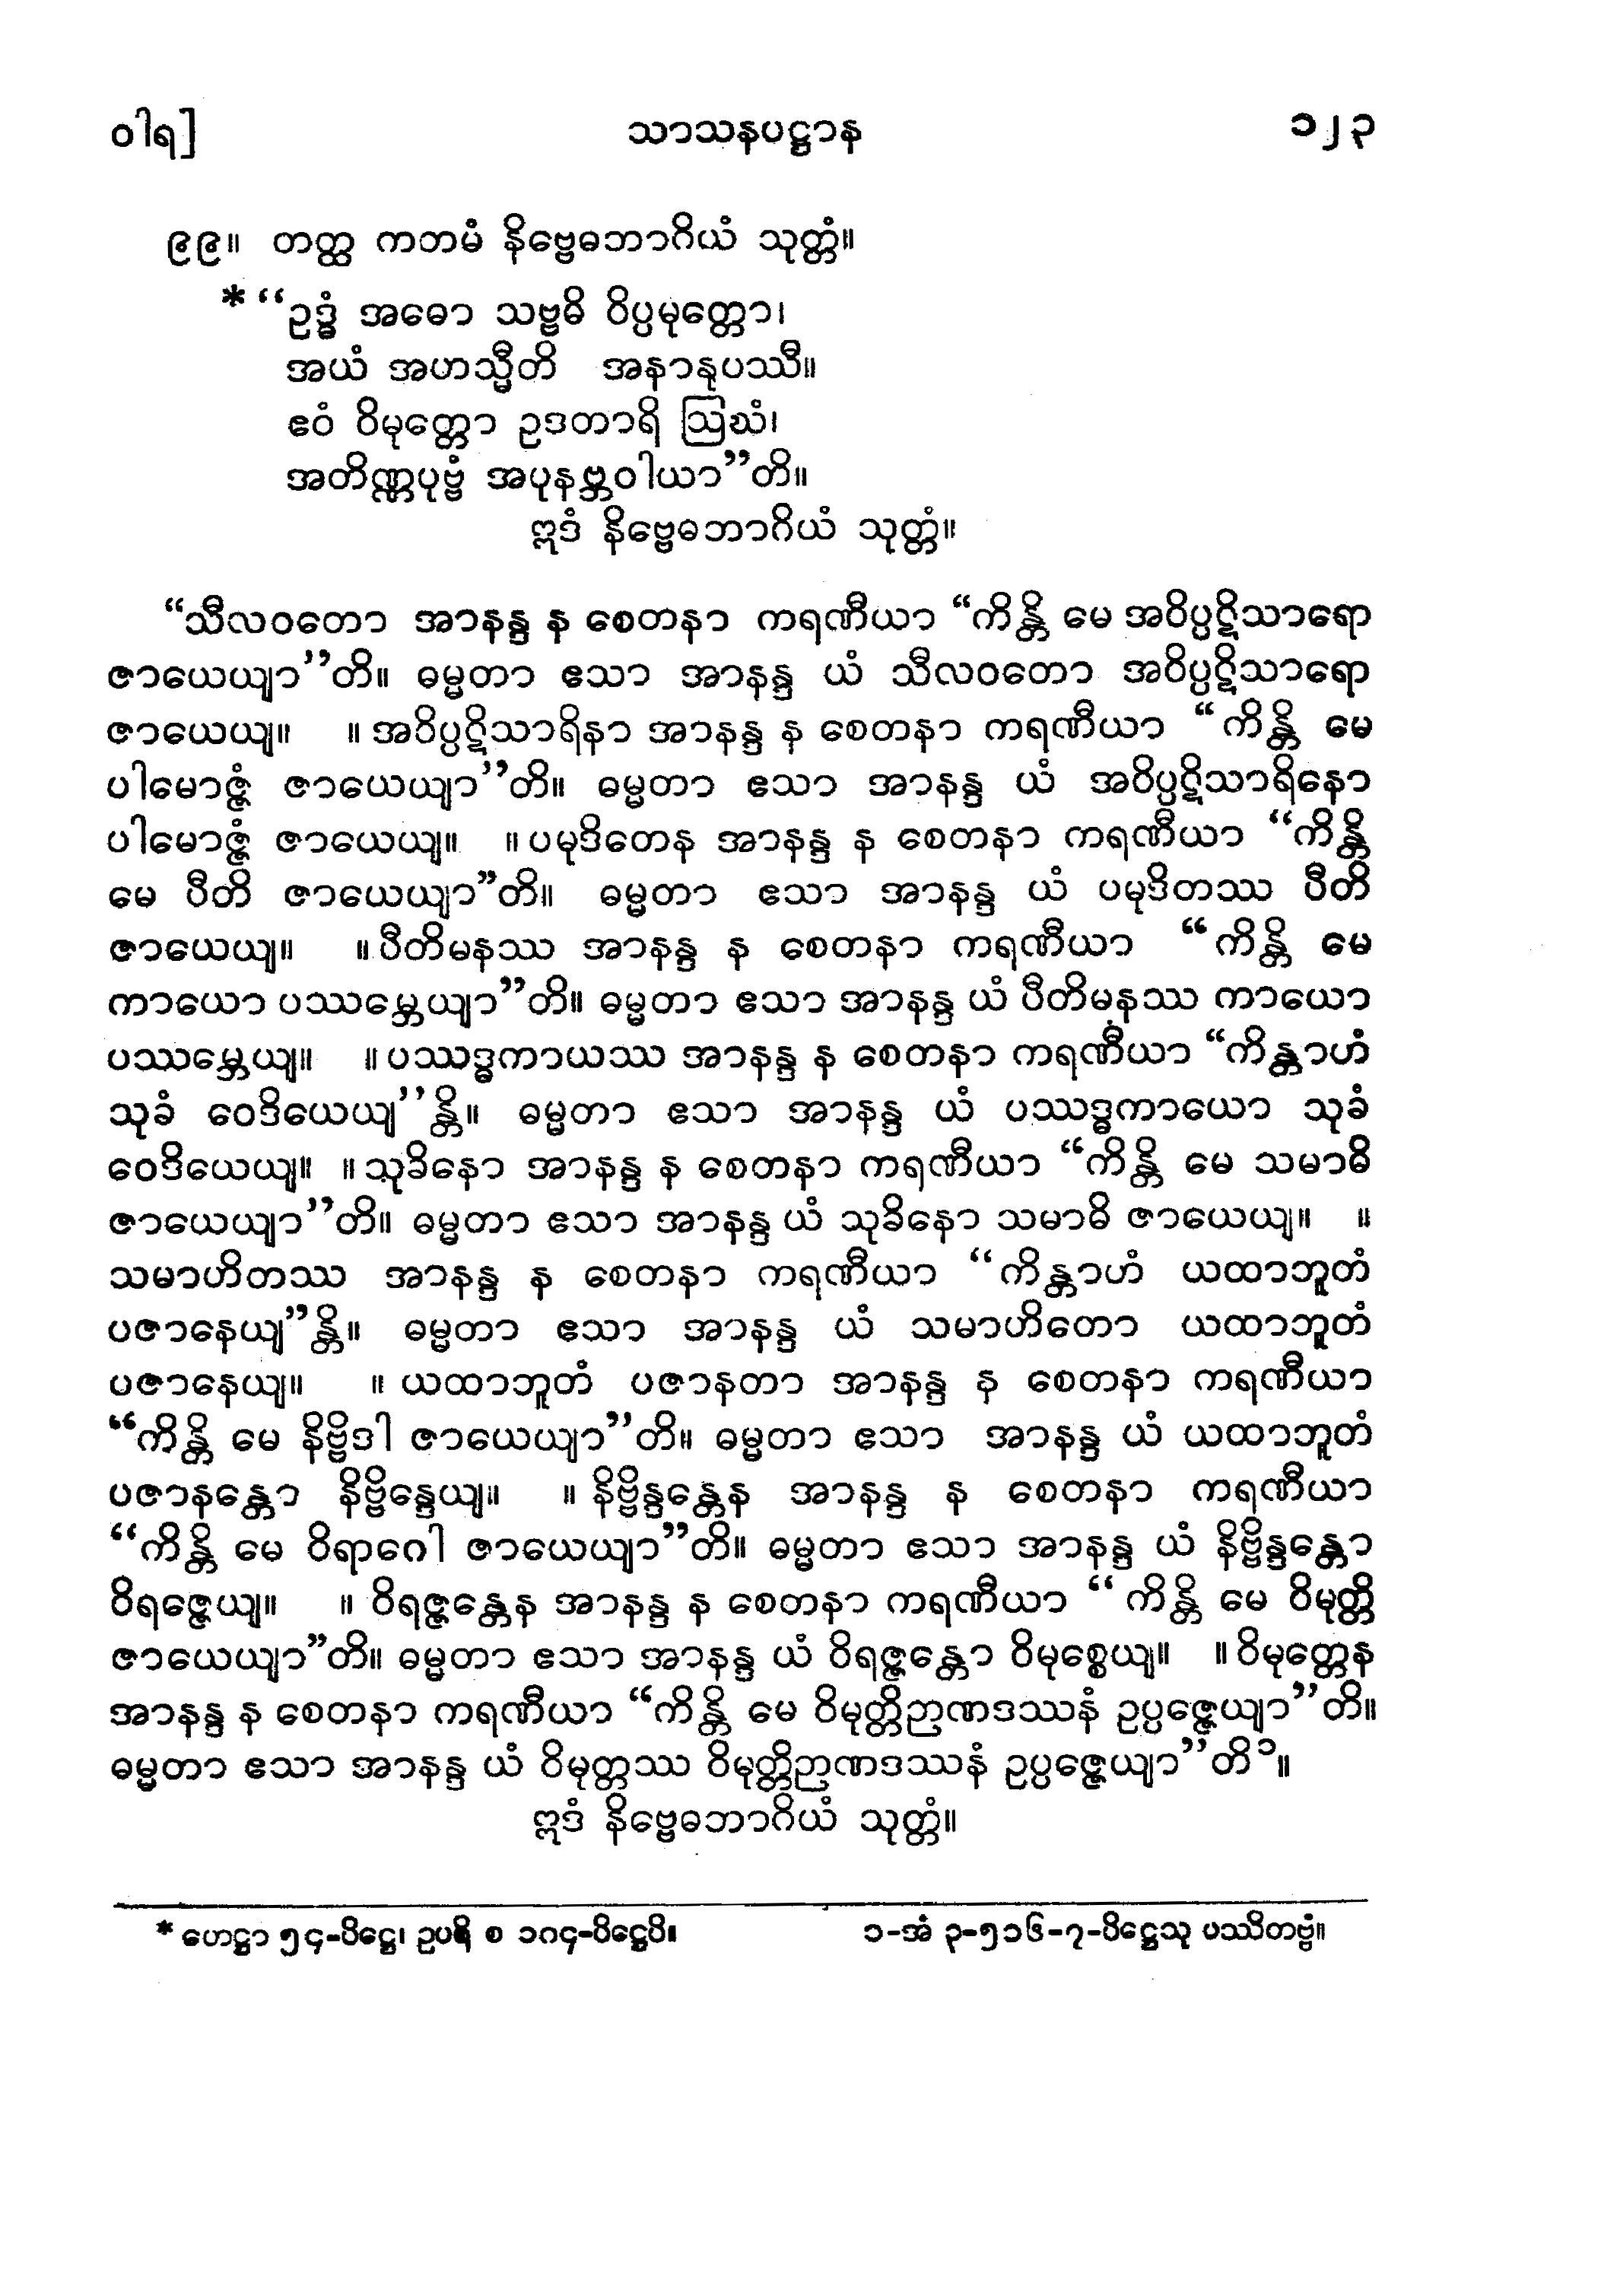 ဝါရ] သာသနပဋ္ဌာန ၁၂၃
၉၉။ တတ္ထ ကတမံ နိဗ္ဗေဓဘာဂိယံ သုတ္တံ။
* “ဥဒ္ဓံ အဓော သဗ္ဗဓိ ဝိပ္ပမုတ္တော၊
အယံ အဟသ္မီတိ အနာနုပဿီ။
ဧဝံ ဝိမုတ္တော ဥဒတာရိ ဩဃံ၊
အတိဏ္ဏပုဗ္ဗံ အပုနဗ္ဘဝါယာ”တိ။
ဣဒံ နိဗ္ဗေဓဘာဂိယံ သုတ္တံ။
“သီလဝတော အာနန္ဒ န စေတနာ ကရဏီယာ “ကိန္တိ မေ အဝိပ္ပဋိသာရော
ဇာယေယျာ”တိ။ ဓမ္မတာ ဧသာ အာနန္ဒ ယံ သီလဝတော အဝိပ္ပဋိသာရော
ဇာယေယျ။ ။ အဝိပ္ပဋိသာရိနာ အာနန္ဒ န စေတနာ ကရဏီယာ “ကိန္တိ မေ
ပါမောဇ္ဇံ ဇာယေယျာ”တိ။ ဓမ္မတာ ဧသာ အာနန္ဒ ယံ အဝိပ္ပဋိသာရိနော
ပါမောဇ္ဇံ ဇာယေယျ။ ။ ပမုဒိတေန အာနန္ဒ န စေတနာ ကရဏီယာ “ကိန္တိ
မေ ပီတိ ဇာယေယျာ”တိ။ ဓမ္မတာ ဧသာ အာနန္ဒ ယံ ပမုဒိတဿ ပီတိ
ဇာယေယျ။ ။ ပီတိမနဿ အာနန္ဒ န စေတနာ ကရဏီယာ “ကိန္တိ မေ
ကာယော ပဿမ္ဘေယျာ”တိ။ ဓမ္မတာ ဧသာ အာနန္ဒ ယံ ပီတိမနဿ ကာယော
ပဿမ္ဘေယျ။ ။ ပဿဒ္ဓကာယဿ အာနန္ဒ န စေတနာ ကရဏီယာ “ကိန္တာဟံ
သုခံ ဝေဒိယေယျ”န္တိ။ ဓမ္မတာ ဧသာ အာနန္ဒ ယံ ပဿဒ္ဓကာယော သုခံ
ဝေဒိယေယျ။ ။ သုခိနော အာနန္ဒ န စေတနာ ကရဏီယာ “ကိန္တိ မေ သမာဓိ
ဇာယေယျာ”တိ။ ဓမ္မတာ ဧသာ အာနန္ဒ ယံ သုခိနော သမာဓိ ဇာယေယျ။ ။
သမာဟိတဿ အာနန္ဒ န စေတနာ ကရဏီယာ “ကိန္တာဟံ ယထာဘူတံ
ပဇာနေယျ”န္တိ။ ဓမ္မတာ ဧသာ အာနန္ဒ ယံ သမာဟိတော ယထာဘူတံ
ပဇာနေယျ။ ။ ယထာဘူတံ ပဇာနတာ အာနန္ဒ န စေတနာ ကရဏီယာ
“ကိန္တိ မေ နိဗ္ဗိဒါ ဇာယေယျာ”တိ။ ဓမ္မတာ ဧသာ အာနန္ဒ ယံ ယထာဘူတံ
ပဇာနန္တော နိဗ္ဗိန္ဒေယျ။ ။ နိဗ္ဗိန္ဒန္တေန အာနန္ဒ န စေတနာ ကရဏီယာ
“ကိန္တိ မေ ဝိရာဂေါ ဇာယေယျာ”တိ။ ဓမ္မတာ ဧသာ အာနန္ဒ ယံ နိဗ္ဗိန္ဒန္တော
ဝိရဇ္ဇေယျ။ ။ ဝိရဇ္ဇန္တေန အာနန္ဒ န စေတနာ ကရဏီယာ “ကိန္တိ မေ ဝိမုတ္တိ
ဇာယေယျာ”တိ။ ဓမ္မတာ ဧသာ အာနန္ဒ ယံ ဝိရဇ္ဇန္တော ဝိမုစ္စေယျ။ ။ ဝိမုတ္တေန
အာနန္ဒ န စေတနာ ကရဏီယာ “ကိန္တိ မေ ဝိမုတ္တိဉာဏဒဿနံ ဥပ္ပဇ္ဇေယျာ”တိ။
ဓမ္မတာ ဧသာ အာနန္ဒ ယံ ဝိမုတ္တဿ ဝိမုတ္တိဉာဏဒဿနံ ဥပ္ပဇ္ဇေယျာ”တိ၁။
ဣဒံ နိဗ္ဗေဓဘာဂိယံ သုတ္တံ။
* ဟေဋ္ဌာ ၅၄-ပိဋ္ဌေ၊ ဥပရိ စ ၁၈၄-ပိဋ္ဌေပိ။ ၁-အံ ၃-၅၁၆-၇-ပိဋ္ဌေသု ပဿိတဗ္ဗံ။